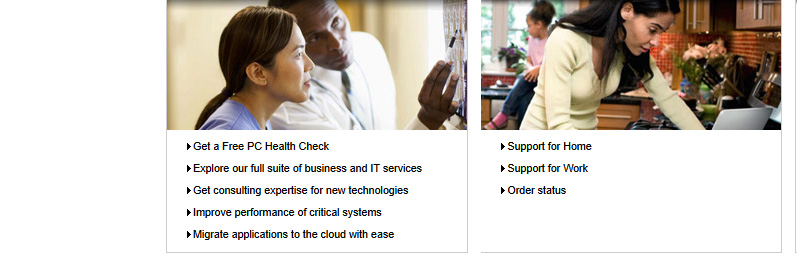 Get a Free PC Health Check
Explore our full suite of business and IT services
Get consulting expertise for new technologies
Improve performance of critical systems
Migrate applications to the cloud with ease
Support for Home
Support for Work
Order status